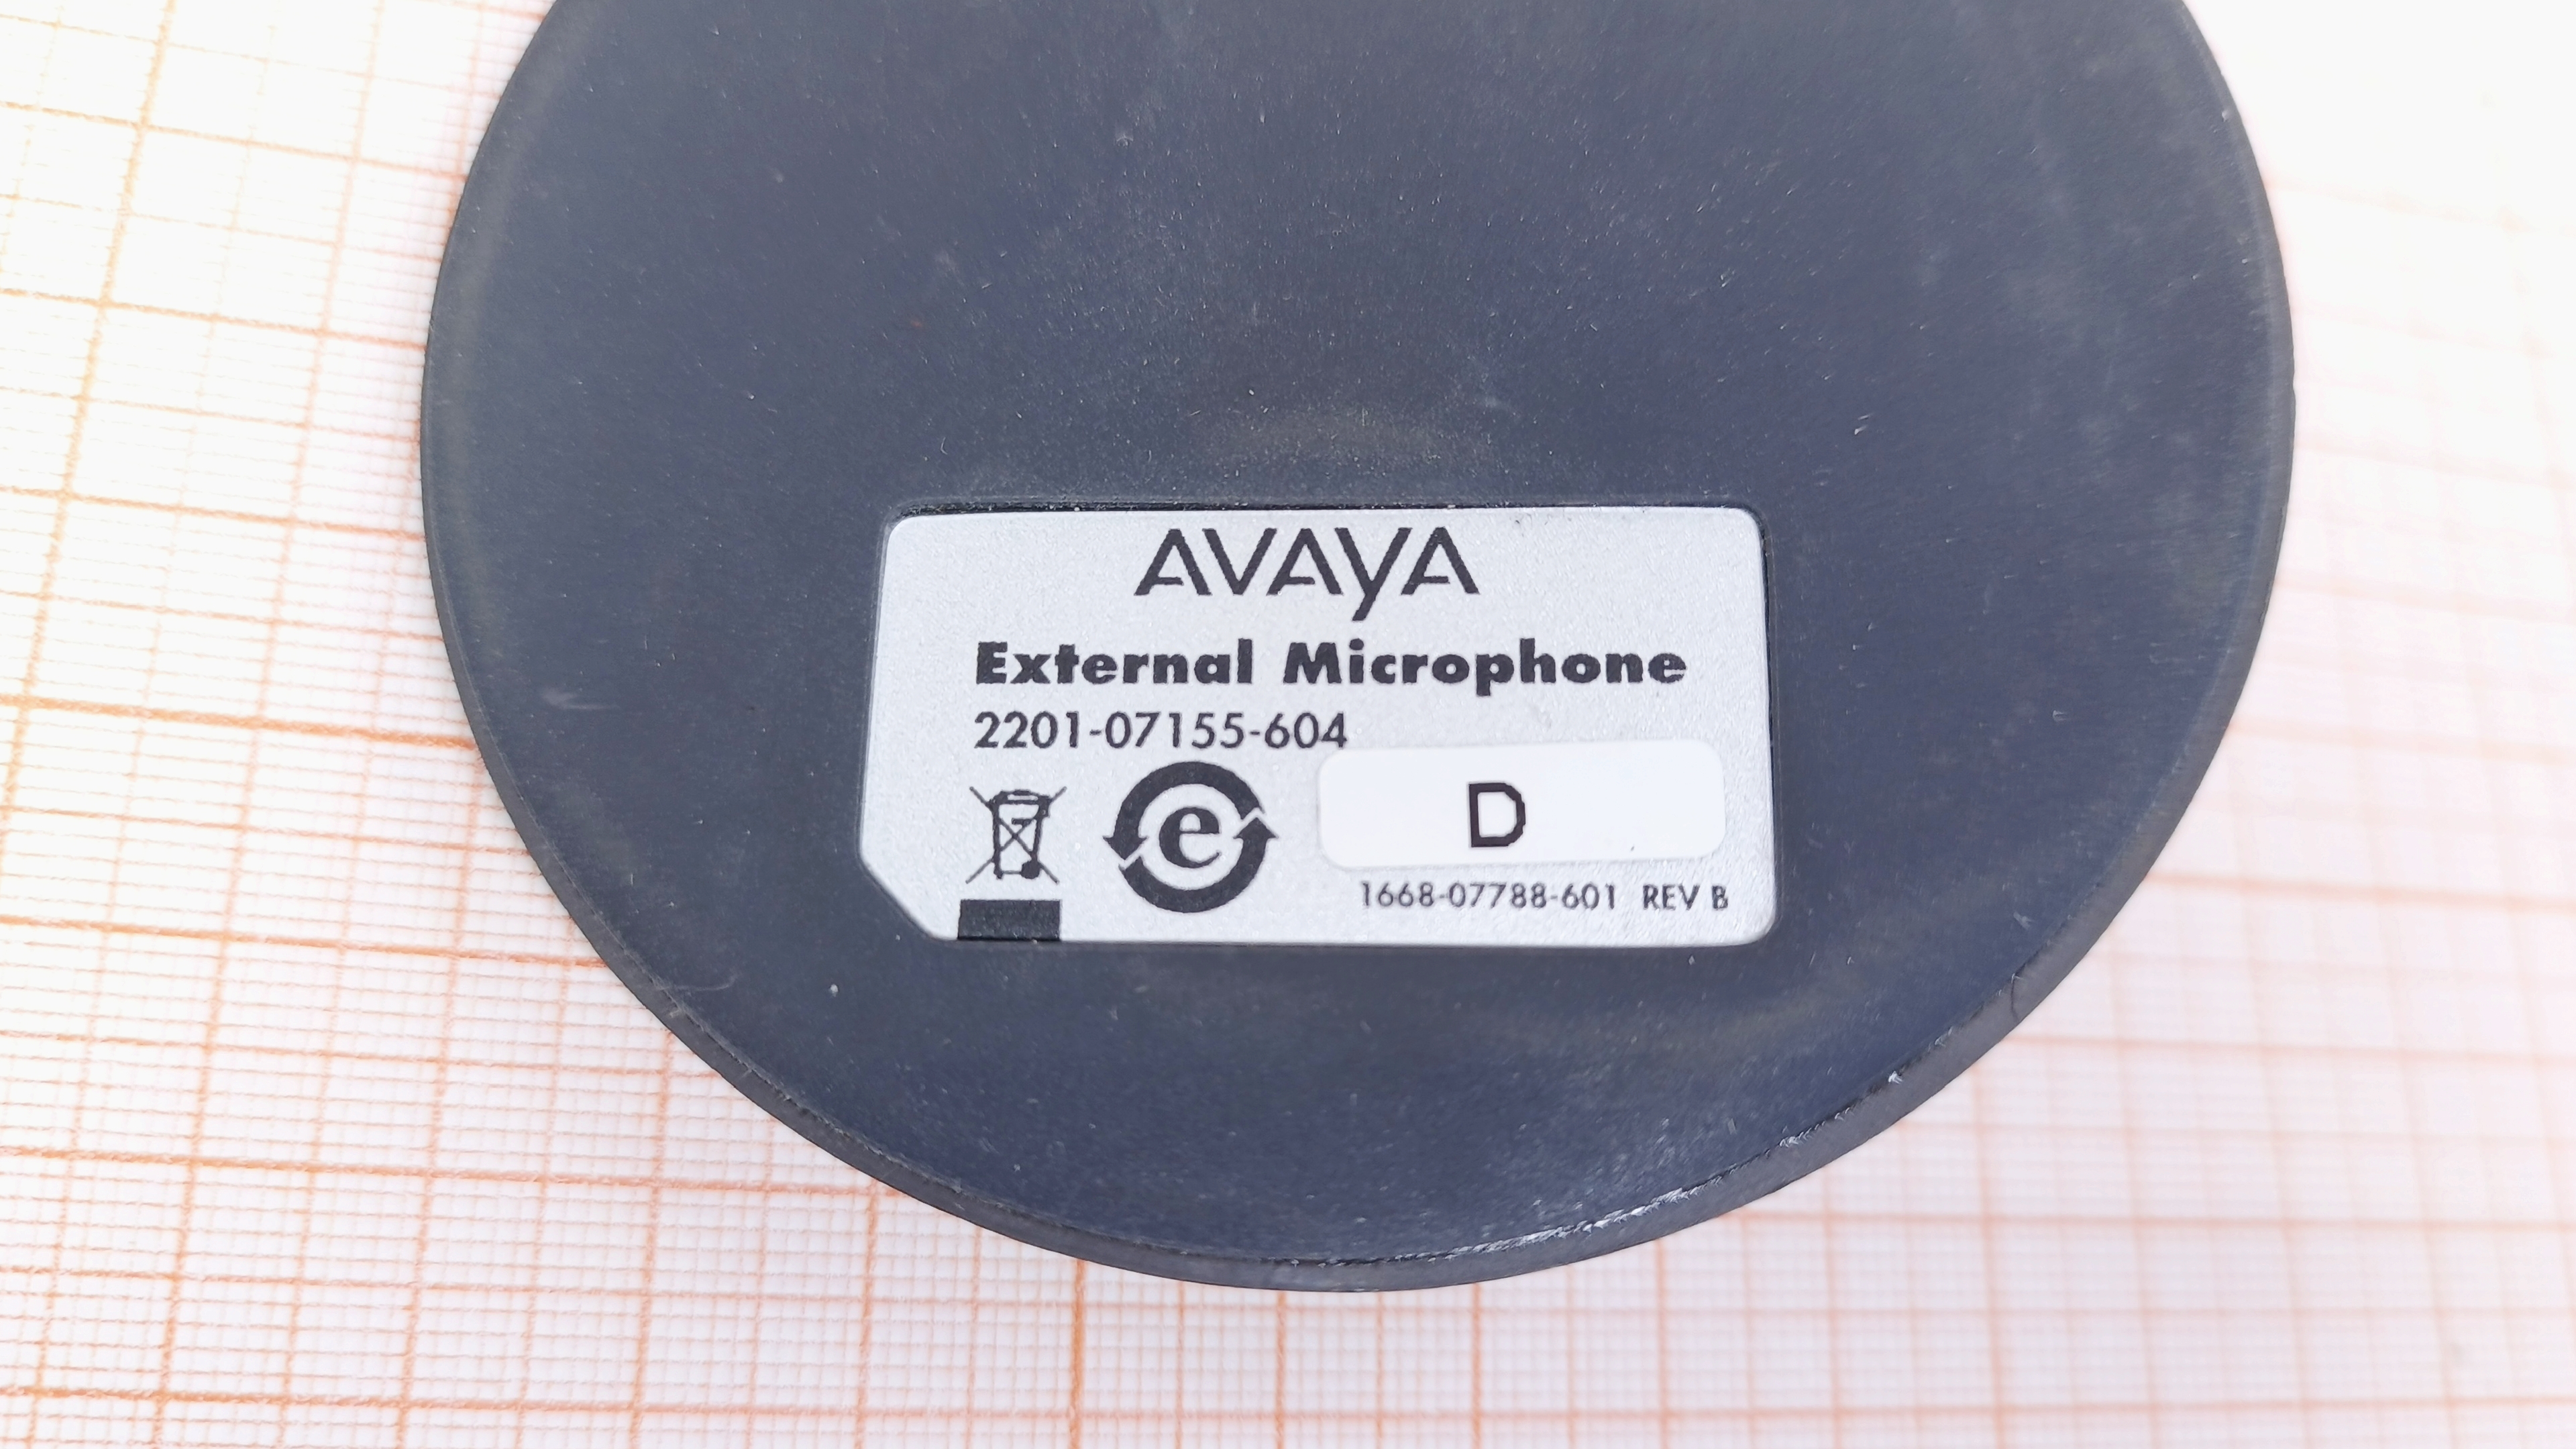 AVAYA
External Microphone
2201-07155-604
e
D
1668-07788-601 REV B